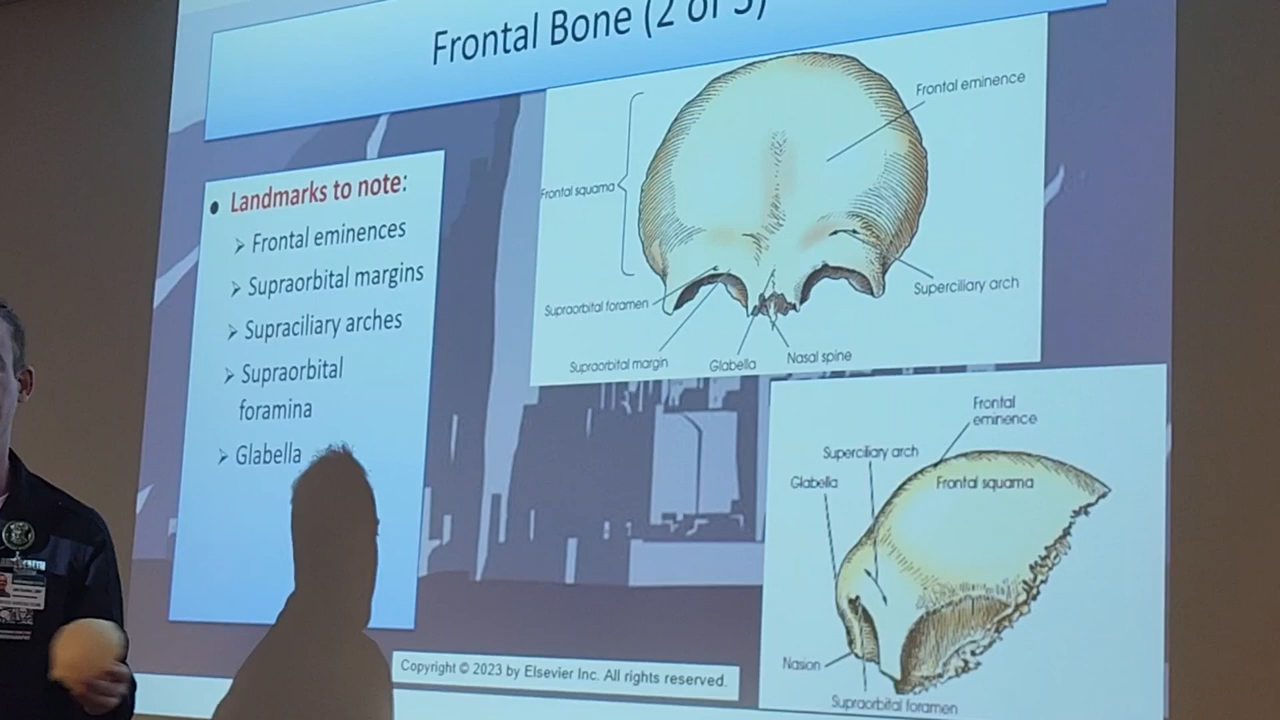 Frontal Bone (2 of 5)
• Landmarks to note:
➢ Frontal eminences
➢ Supraorbital margins
➢ Supraciliary arches
➢ Supraorbital
foramina
➢ Glabella
Frontal eminence
Frontal squama
Supraorbital foramen
Superciliary arch
Supraorbital margin
Glabella
Nasal spine
Frontal
eminence
Superciliary arch
Glabella
Frontal squama
Nasion
Supraorbital foramen
Copyright © 2023 by Elsevier Inc. All rights reserved.